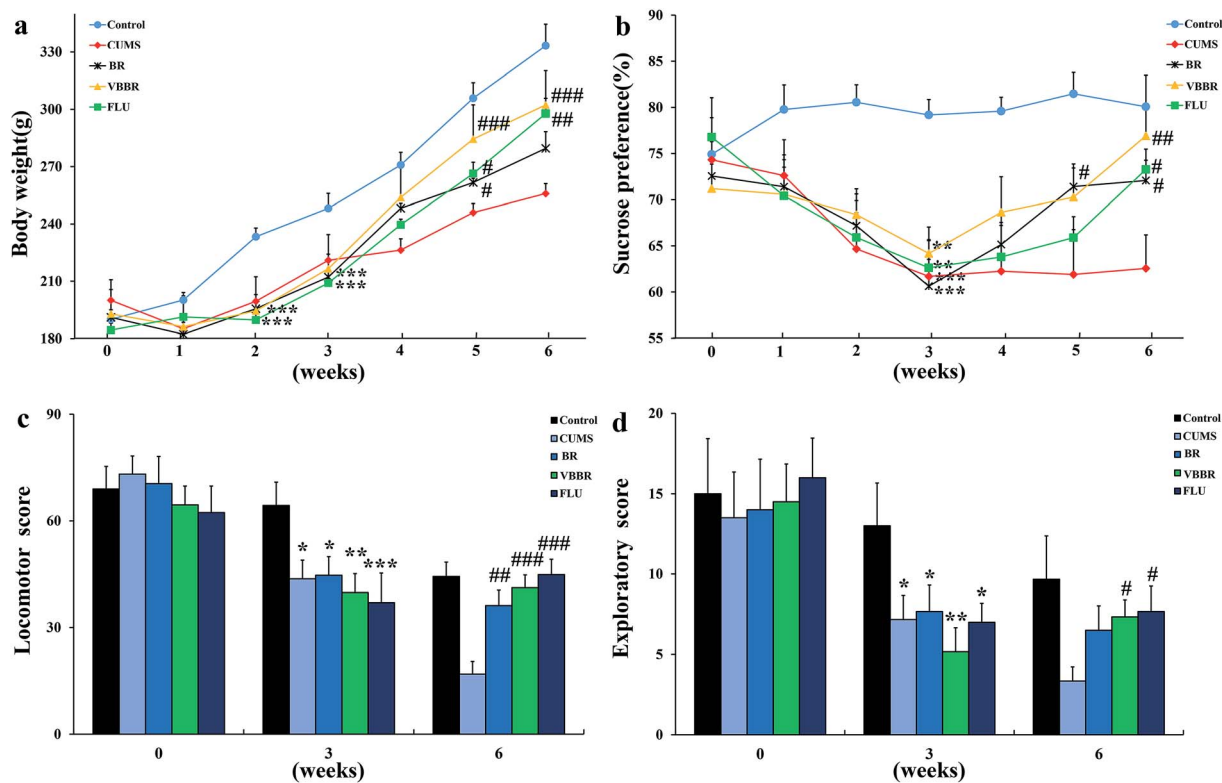 a
Body weight(g)
330
300
270
240
210
180
Control
CUMS
BR
VBBR
FLU
###
##
###
#
#
***
***
***
***
0 1 2 3 4 5 6
(weeks)
b
Sucrose preference(%)
90
85
80
75
70
65
60
55
Control
CUMS
BR
VBBR
FLU
##
#
#
#
**
**
***
***
0 1 2 3 4 5 6
(weeks)
c
Locomotor score
90
60
30
0
Control
CUMS
BR
VBBR
FLU
* * ** ***
## ### ###
0 3 6
(weeks)
d
Exploratory score
20
15
10
5
0
Control
CUMS
BR
VBBR
FLU
* * ** *
# #
0 3 6
(weeks)